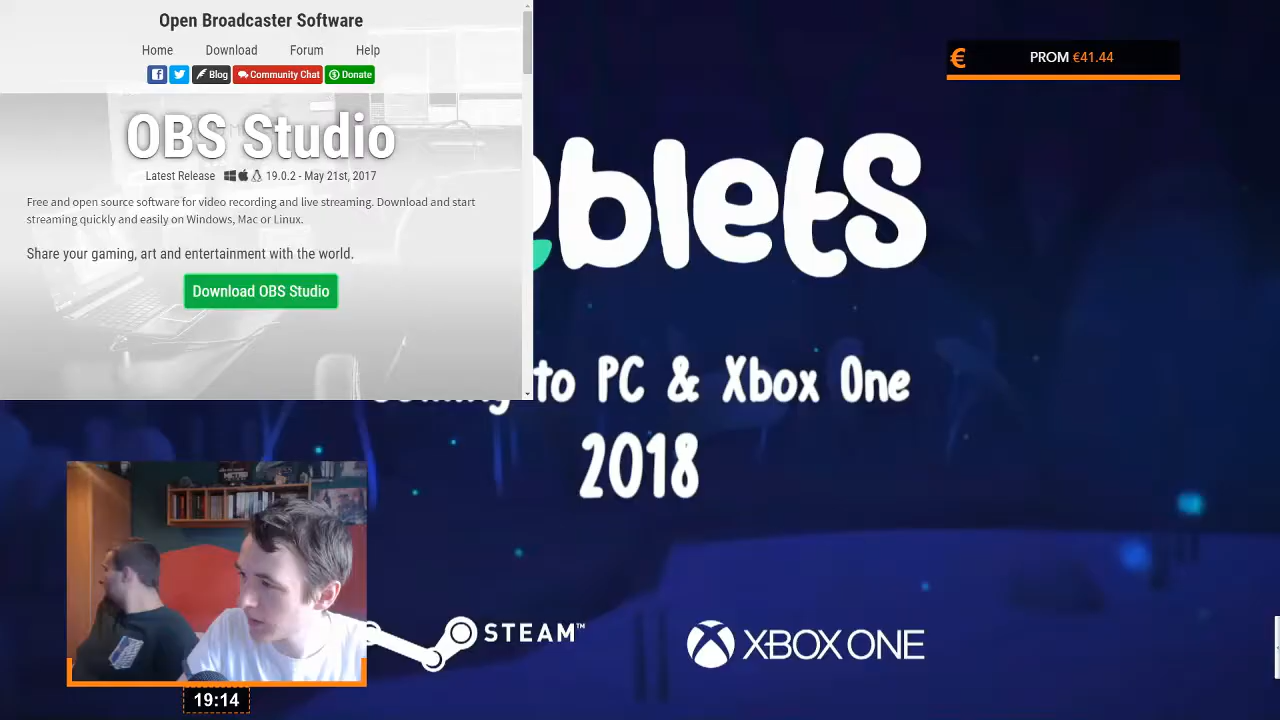 Open Broadcaster Software
Home Download Forum Help
Blog Community Chat Donate
OBS Studio
Latest Release 19.0.2 - May 21st, 2017
Free and open source software for video recording and live streaming. Download and start
streaming quickly and easily on Windows, Mac or Linux.
Share your gaming, art and entertainment with the world.
Download OBS Studio
€ PROM €41.44
eblets
to PC & Xbox One
2018
STEAM™
XBOX ONE
19:14